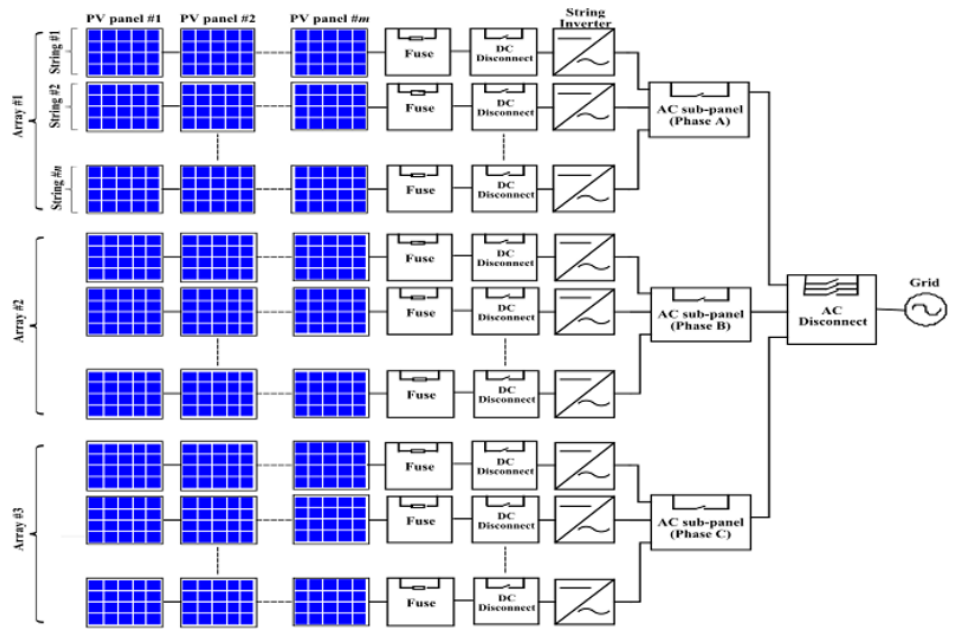 PV panel #1 PV panel #2 PV panel #m
String
Inverter
Array #1
String #1
Fuse
DC
Disconnect
String #2
Fuse
DC
Disconnect
AC sub-panel
(Phase A)
String #n
Fuse
DC
Disconnect
Array #2
Fuse
DC
Disconnect
Fuse
DC
Disconnect
AC sub-panel
(Phase B)
Fuse
DC
Disconnect
AC
Disconnect
Grid
Array #3
Fuse
DC
Disconnect
Fuse
DC
Disconnect
AC sub-panel
(Phase C)
Fuse
DC
Disconnect